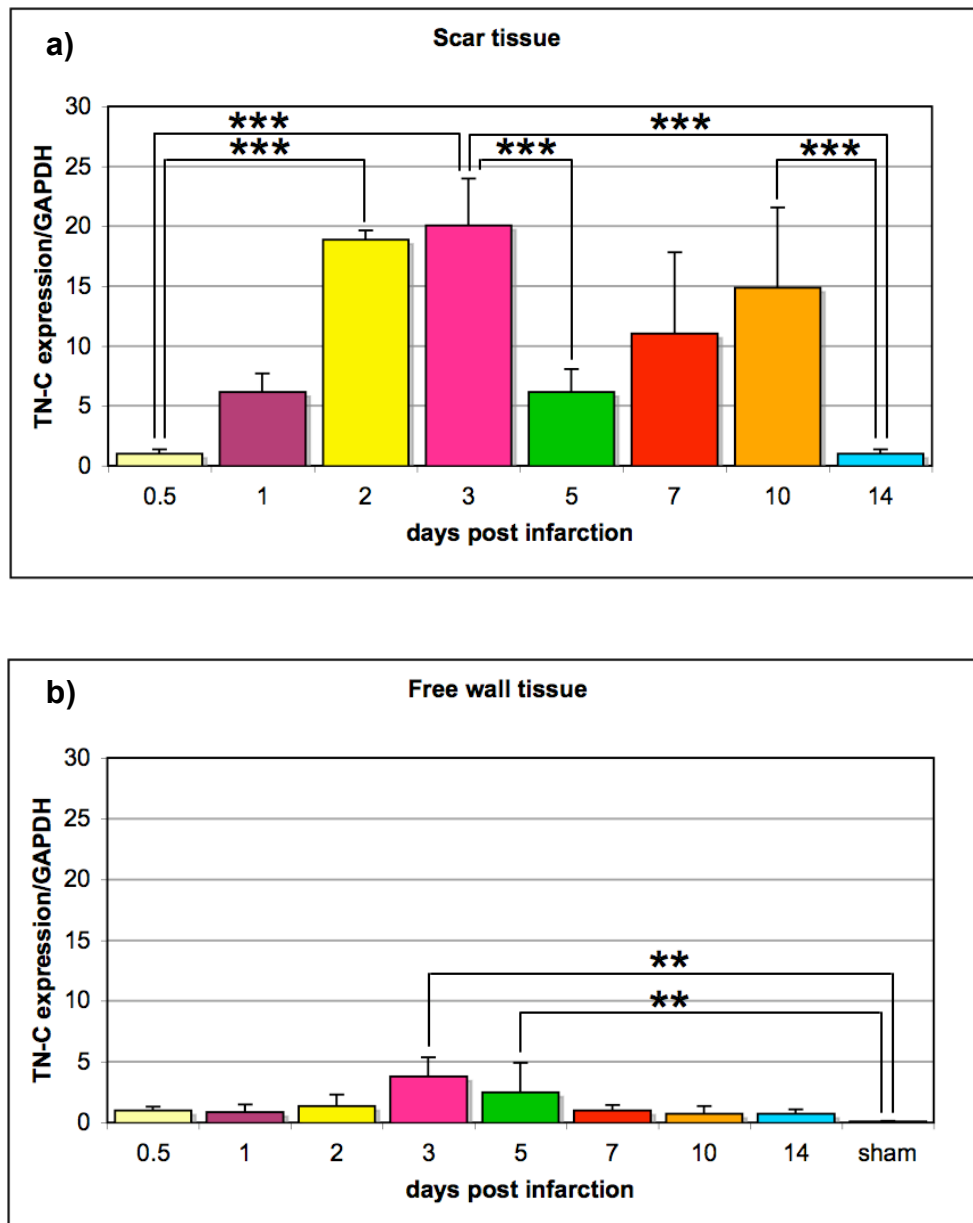 a)
Scar tissue
30
25
20
15
10
5
0
TN-C expression/GAPDH
***
***
***
***
***
0.5 1 2 3 5 7 10 14
days post infarction
b)
Free wall tissue
30
25
20
15
10
5
0
TN-C expression/GAPDH
**
**
0.5 1 2 3 5 7 10 14 sham
days post infarction